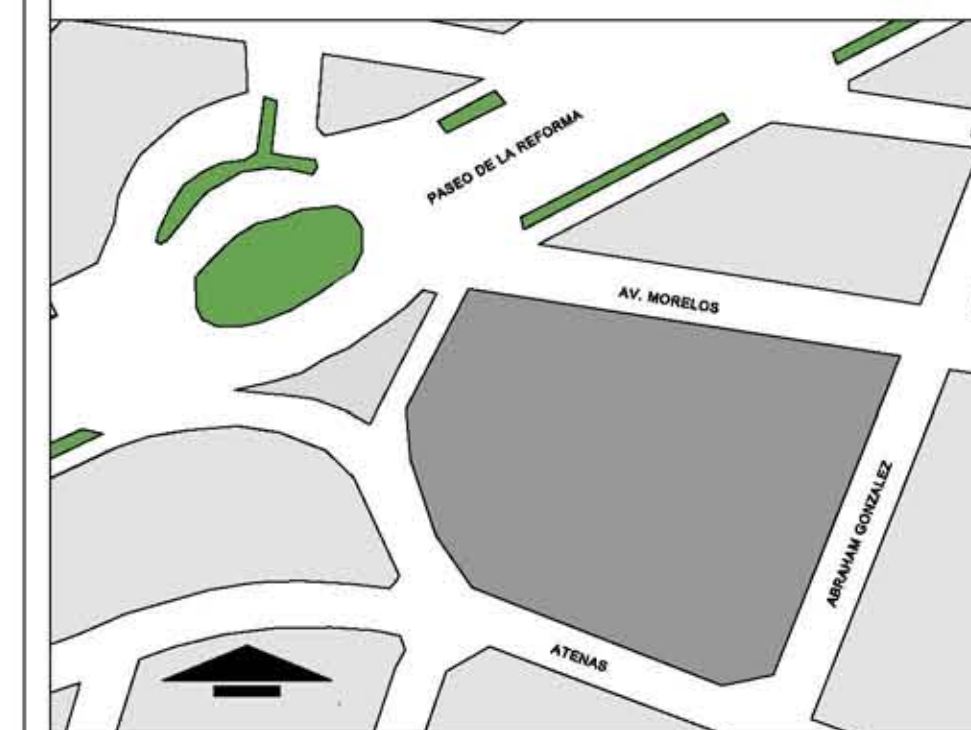 PASEO DE LA REFORMA
AV. MORELOS
ABRAHAM GONZALEZ
ATENAS